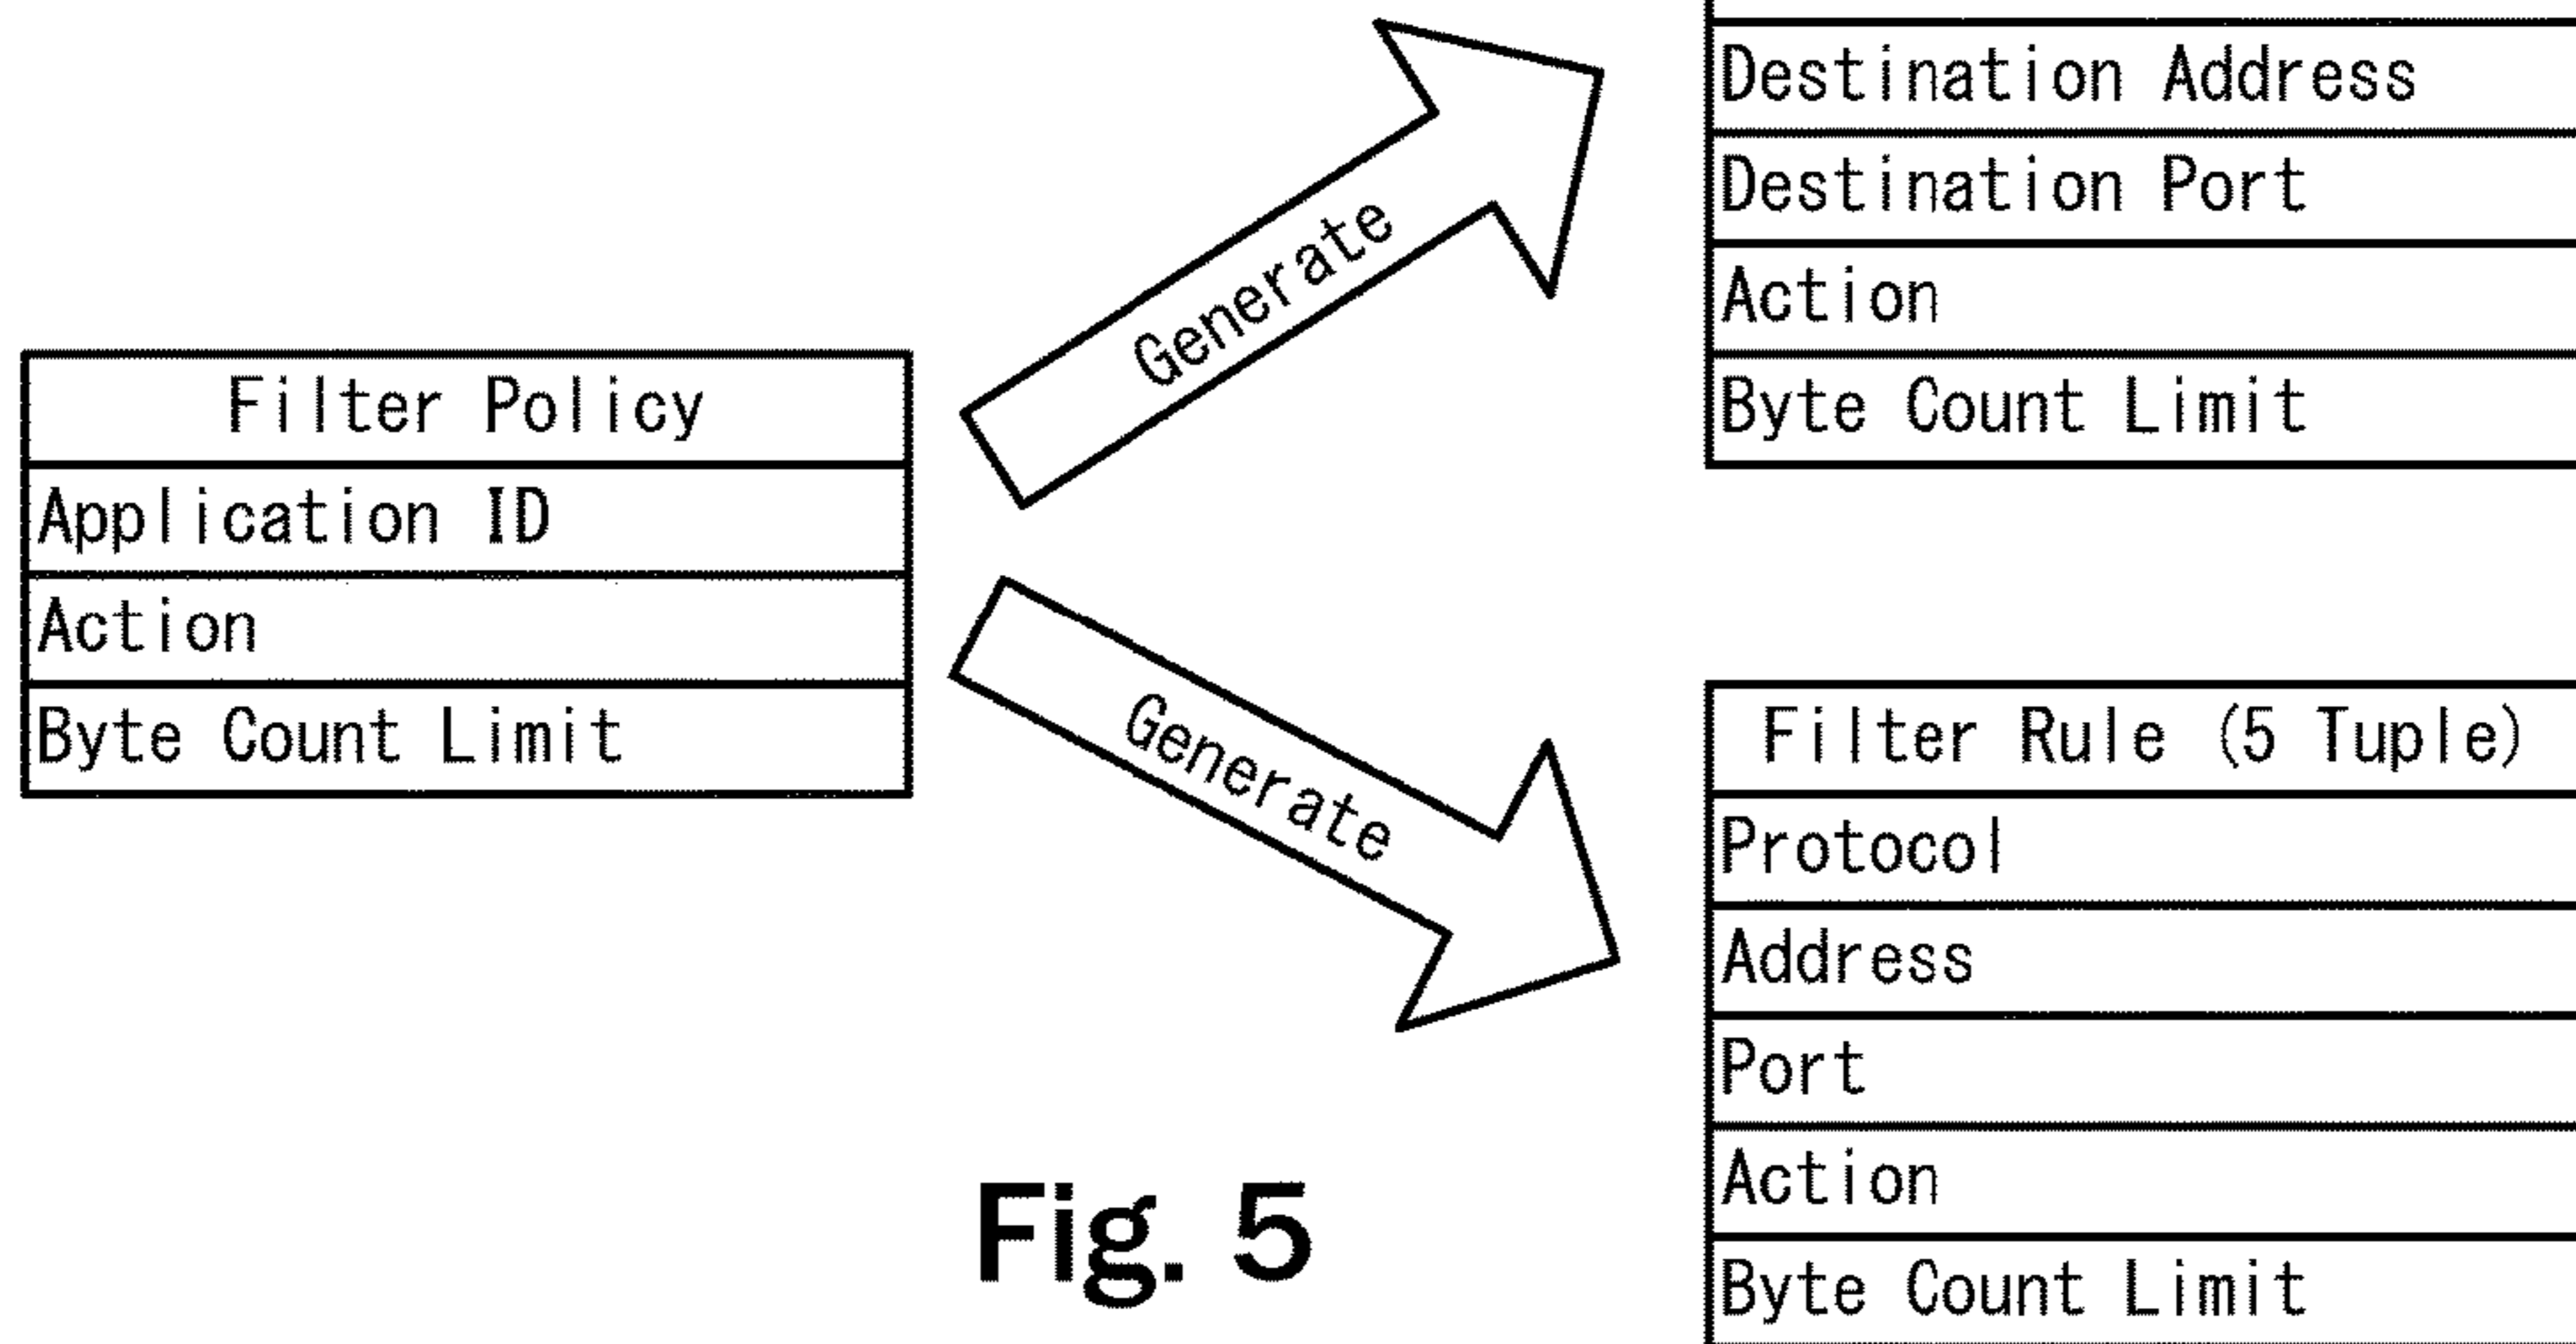 Destination Address
Destination Port
Action
Byte Count Limit
Generate
Filter Policy
Application ID
Action
Byte Count Limit
Generate
Filter Rule (5 Tuple)
Protocol
Address
Port
Action
Byte Count Limit
Fig. 5